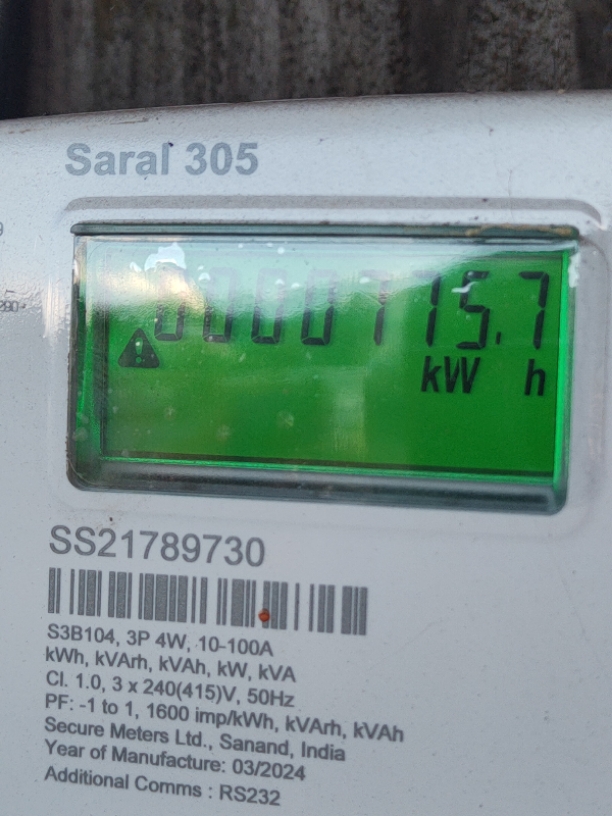 Saral 305
0000775.7
kW h
SS21789730
S3B104, 3P 4W, 10-100A
kWh, kVArh, kVAh, kW, kVA
Cl. 1.0, 3 x 240(415)V, 50Hz
PF: -1 to 1, 1600 imp/kWh, kVArh, kVAh
Secure Meters Ltd., Sanand, India
Year of Manufacture: 03/2024
Additional Comms : RS232